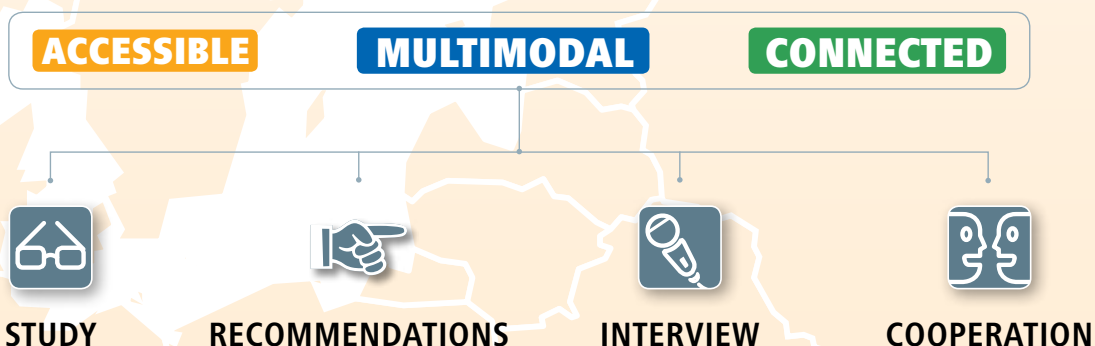 ACCESSIBLE MULTIMODAL CONNECTED
STUDY RECOMMENDATIONS INTERVIEW COOPERATION